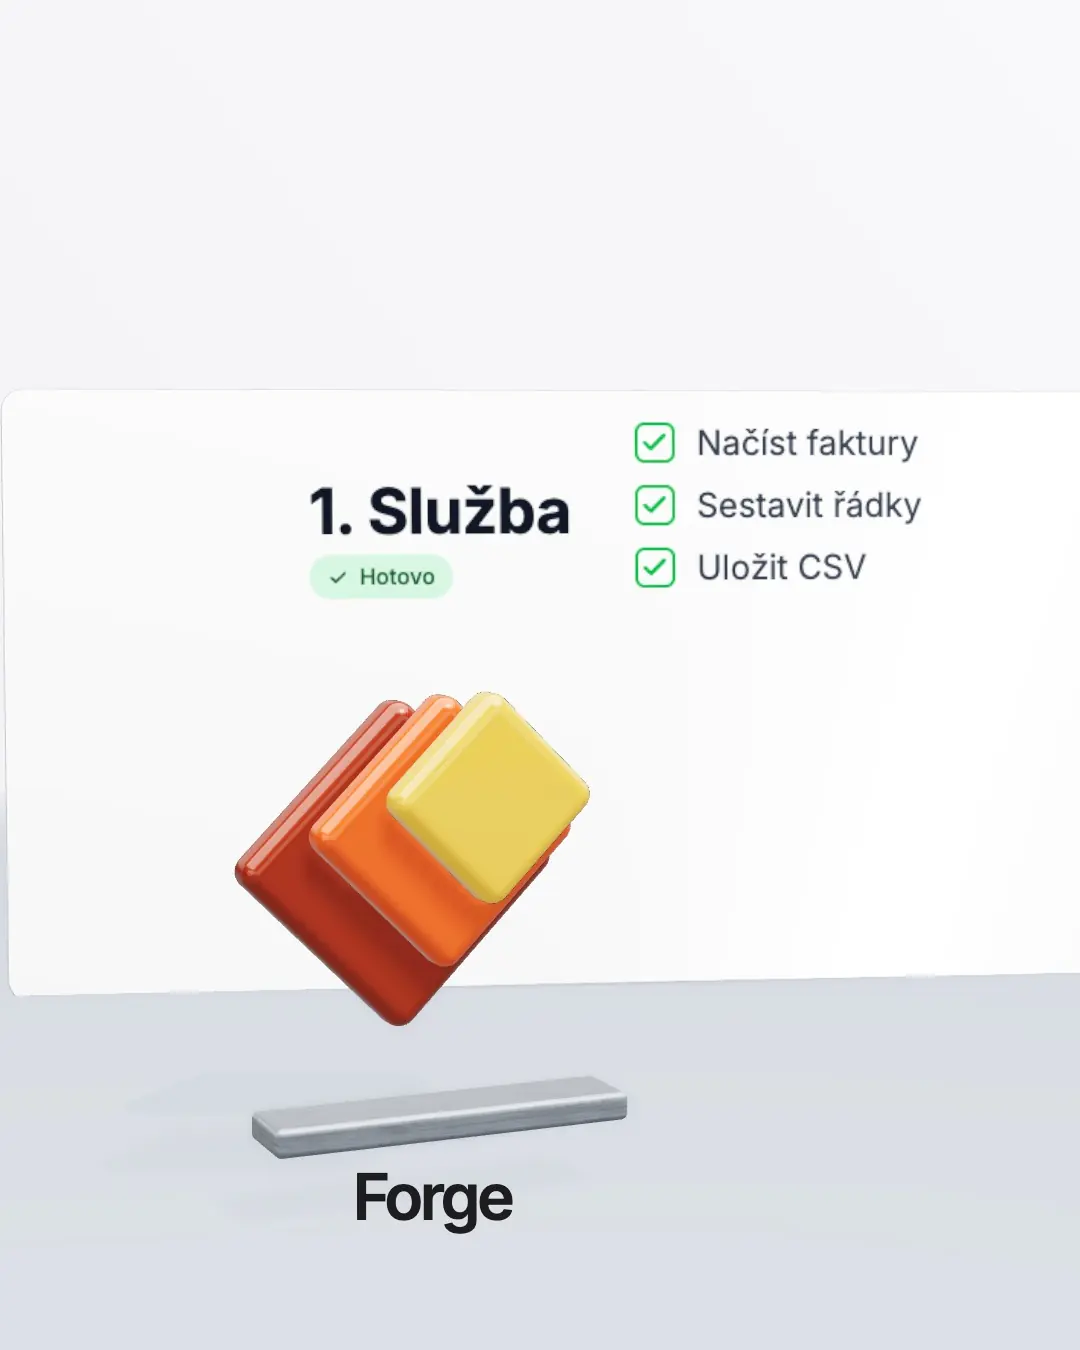 1. Služba
Hotovo
Načíst faktury
Sestavit řádky
Uložit CSV
Forge